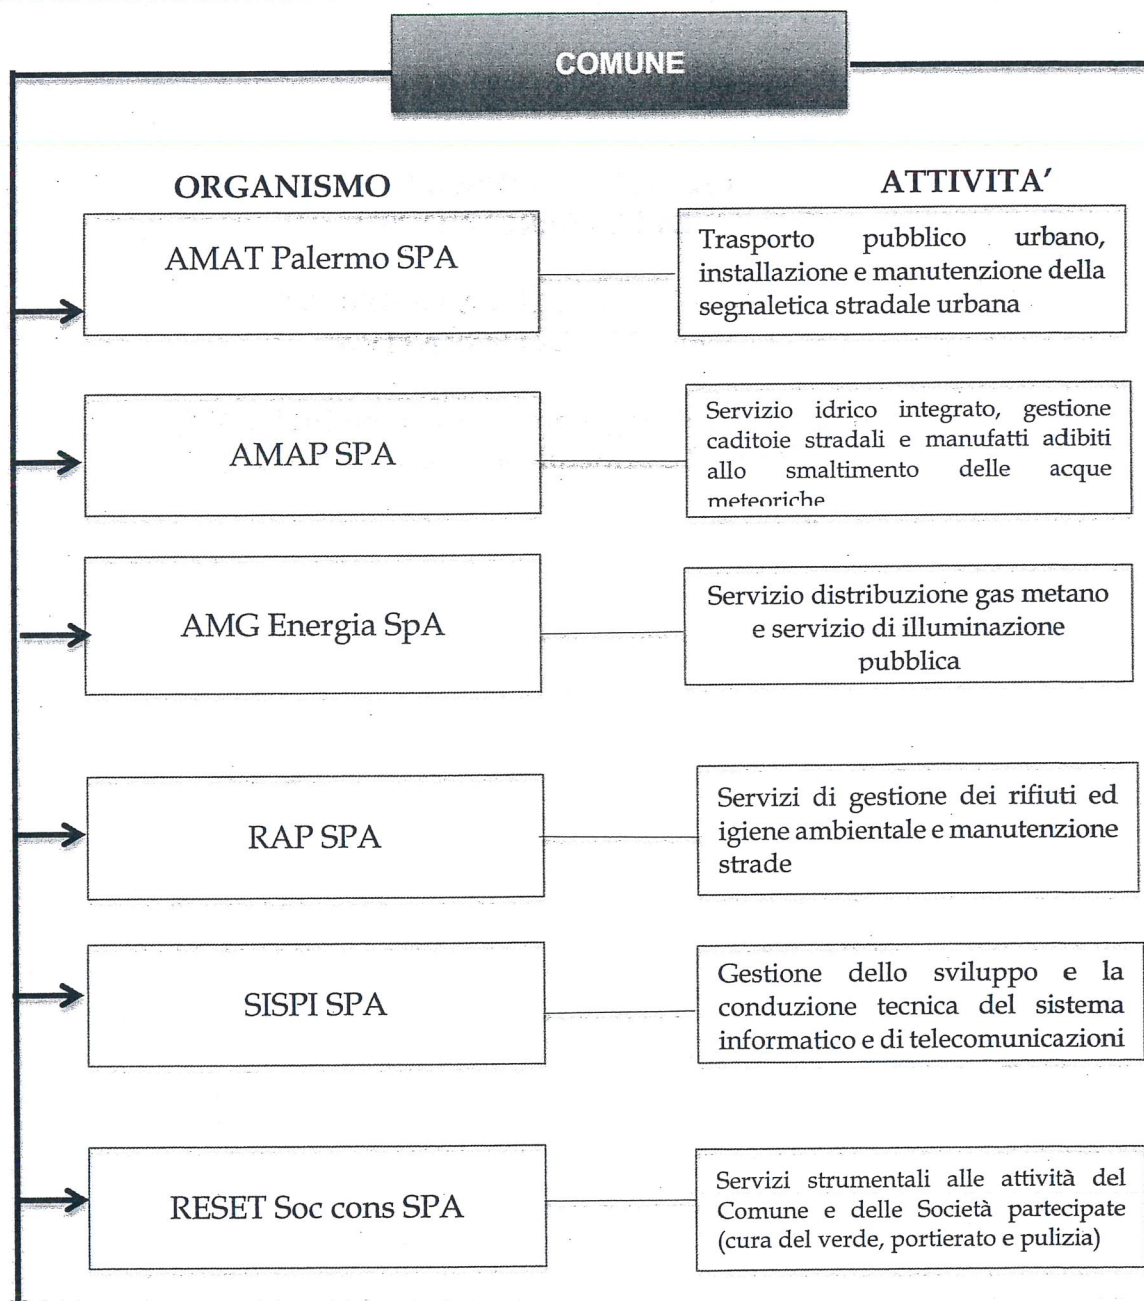 COMUNE
ORGANISMO
ATTIVITA’
AMAT Palermo SPA
Trasporto pubblico urbano,
installazione e manutenzione della
segnaletica stradale urbana
AMAP SPA
Servizio idrico integrato, gestione
caditoie stradali e manufatti adibiti
allo smaltimento delle acque
meteoriche
AMG Energia SpA
Servizio distribuzione gas metano
e servizio di illuminazione
pubblica
RAP SPA
Servizi di gestione dei rifiuti ed
igiene ambientale e manutenzione
strade
SISPI SPA
Gestione dello sviluppo e la
conduzione tecnica del sistema
informatico e di telecomunicazioni
RESET Soc cons SPA
Servizi strumentali alle attività del
Comune e delle Società partecipate
(cura del verde, portierato e pulizia)